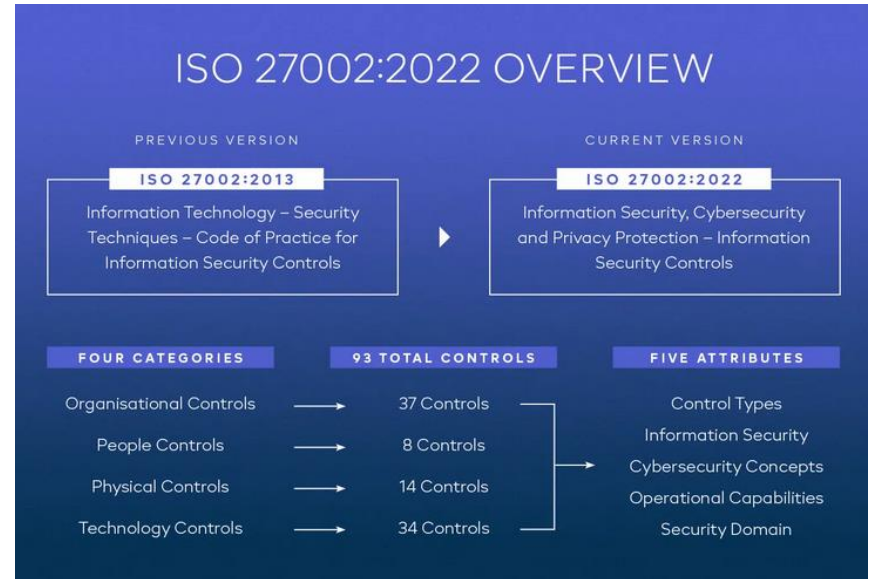 ISO 27002:2022 OVERVIEW
PREVIOUS VERSION
ISO 27002:2013
Information Technology – Security
Techniques – Code of Practice for
Information Security Controls
CURRENT VERSION
ISO 27002:2022
Information Security, Cybersecurity
and Privacy Protection – Information
Security Controls
FOUR CATEGORIES
93 TOTAL CONTROLS
FIVE ATTRIBUTES
Organisational Controls
37 Controls
People Controls
8 Controls
Physical Controls
14 Controls
Technology Controls
34 Controls
Control Types
Information Security
Cybersecurity Concepts
Operational Capabilities
Security Domain